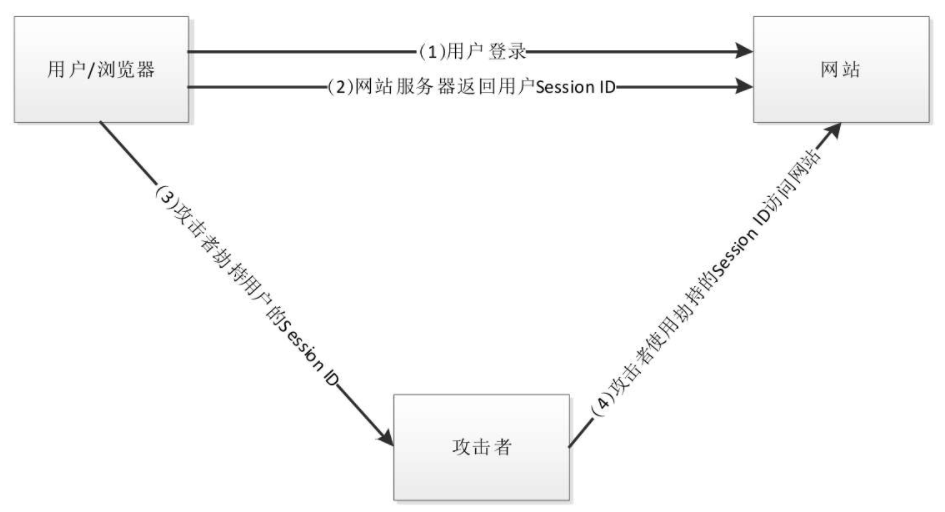 用户/浏览器
(1)用户登录
(2)网站服务器返回用户Session ID
网站
(3)攻击者劫持用户的Session ID
(4)攻击者使用劫持的Session ID访问网站
攻击者